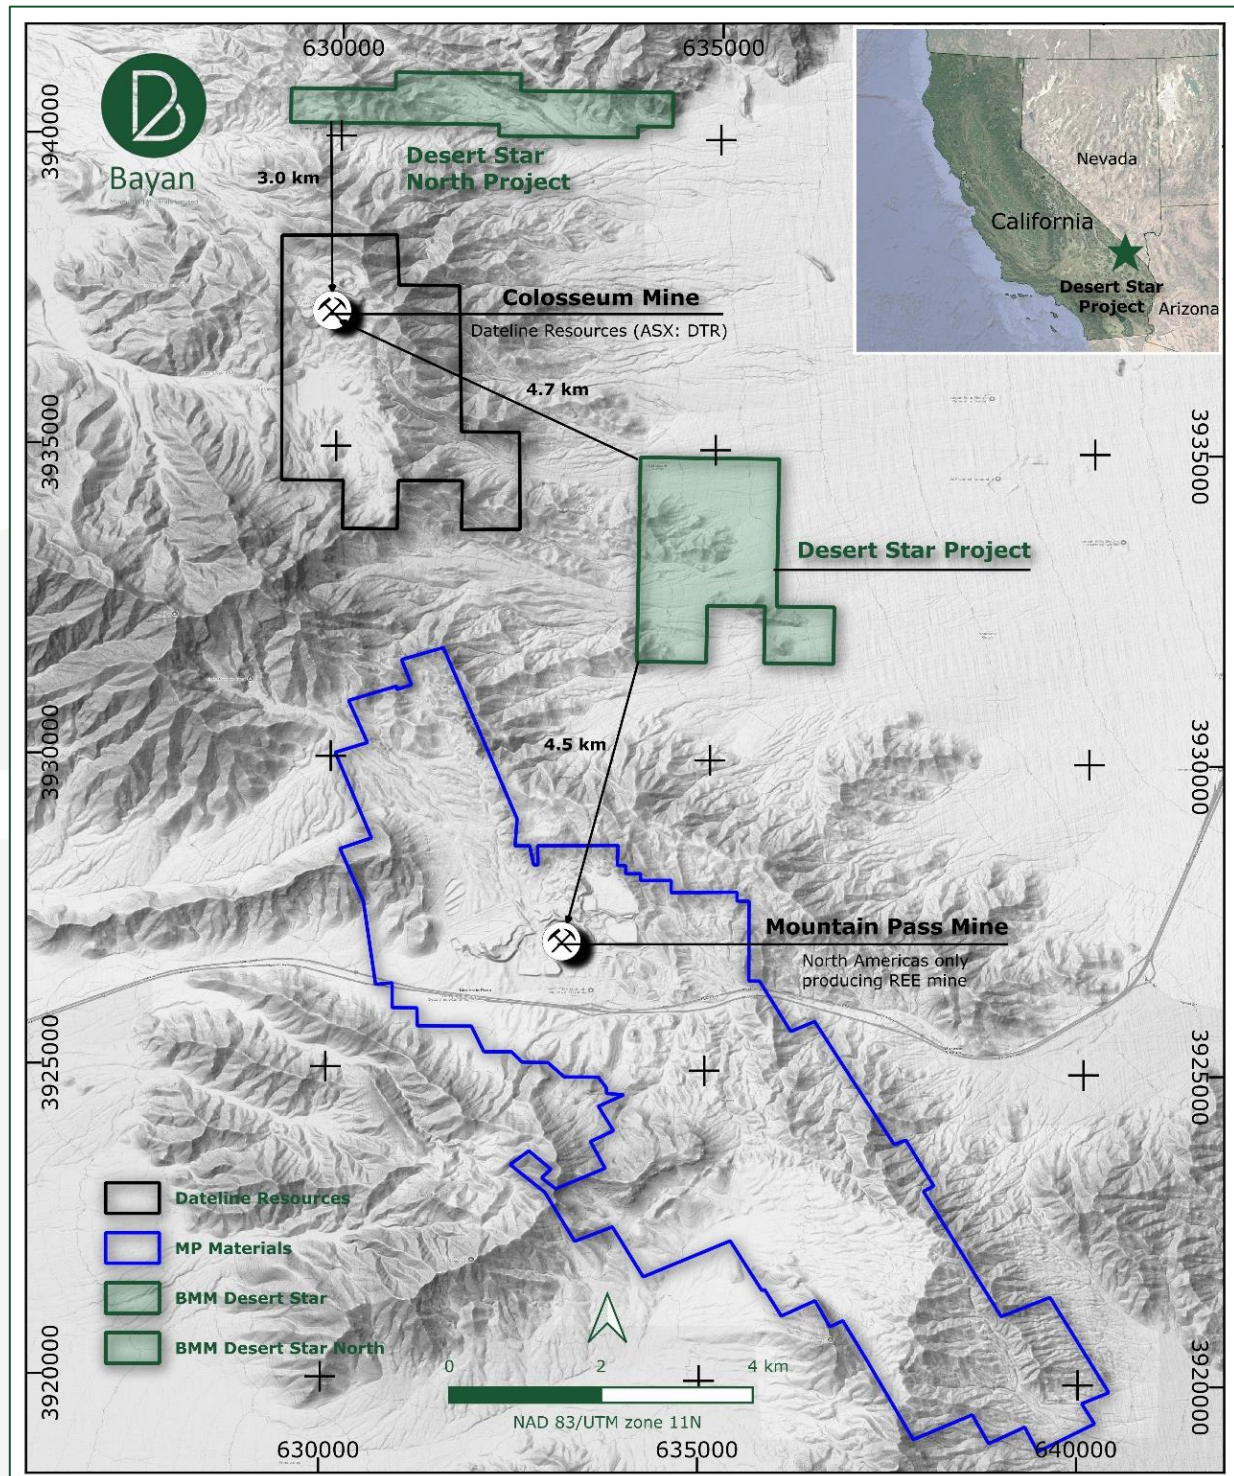 630000
635000
Bayan
3940000
Desert Star
North Project
3.0 km
Nevada
California
Desert Star
Project
Arizona
Colosseum Mine
Dateline Resources (ASX: DTR)
4.7 km
3935000
3935000
Desert Star Project
4.5 km
3930000
3930000
Mountain Pass Mine
North Americas only
producing REE mine
3925000
3925000
Dateline Resources
MP Materials
BMM Desert Star
BMM Desert Star North
0
2
4 km
NAD 83/UTM zone 11N
3920000
3920000
630000
635000
640000